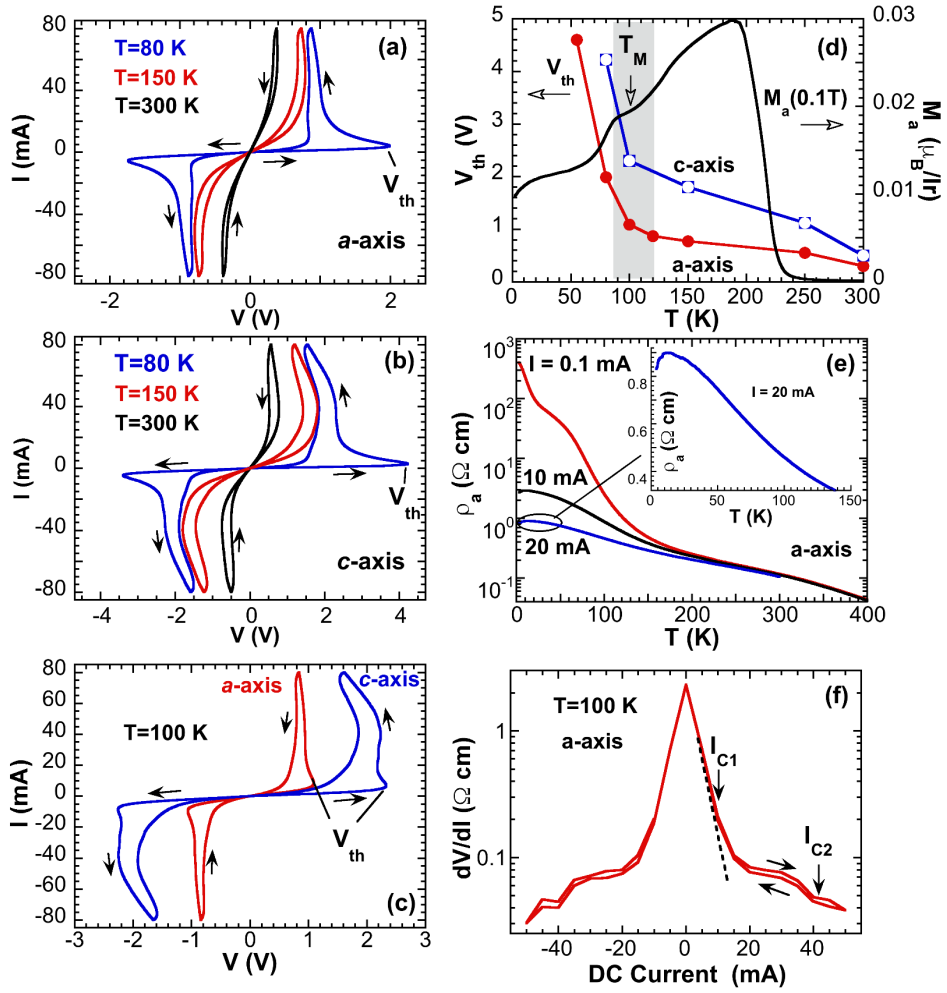 80
40
0
-40
-80
I (mA)
T=80 K
T=150 K
T=300 K
(a)
V_th
a-axis
-2
0
2
V (V)
80
40
0
-40
-80
I (mA)
T=80 K
T=150 K
T=300 K
(b)
V_th
c-axis
-4
-2
0
2
4
V (V)
80
40
0
-40
-80
I (mA)
a-axis
c-axis
T=100 K
V_th
(c)
-3
-2
-1
0
1
2
3
V (V)
5
4
3
2
1
0
V_th (V)
V_th
T_M
(d)
M_a(0.1T)
c-axis
a-axis
0.03
0.02
0.01
0
M_a (μ_B/Ir)
0
50
100
150
200
250
300
T (K)
10^3
10^2
10^1
10^0
10^-1
ρ_a (Ω cm)
I = 0.1 mA
10 mA
20 mA
(e)
a-axis
0.8
0.6
0.4
ρ_a (Ω cm)
I = 20 mA
0
50
100
150
T (K)
0
100
200
300
400
T (K)
1
0.1
dV/dI (Ω cm)
T=100 K
a-axis
(f)
I_C1
I_C2
-40
-20
0
20
40
DC Current (mA)